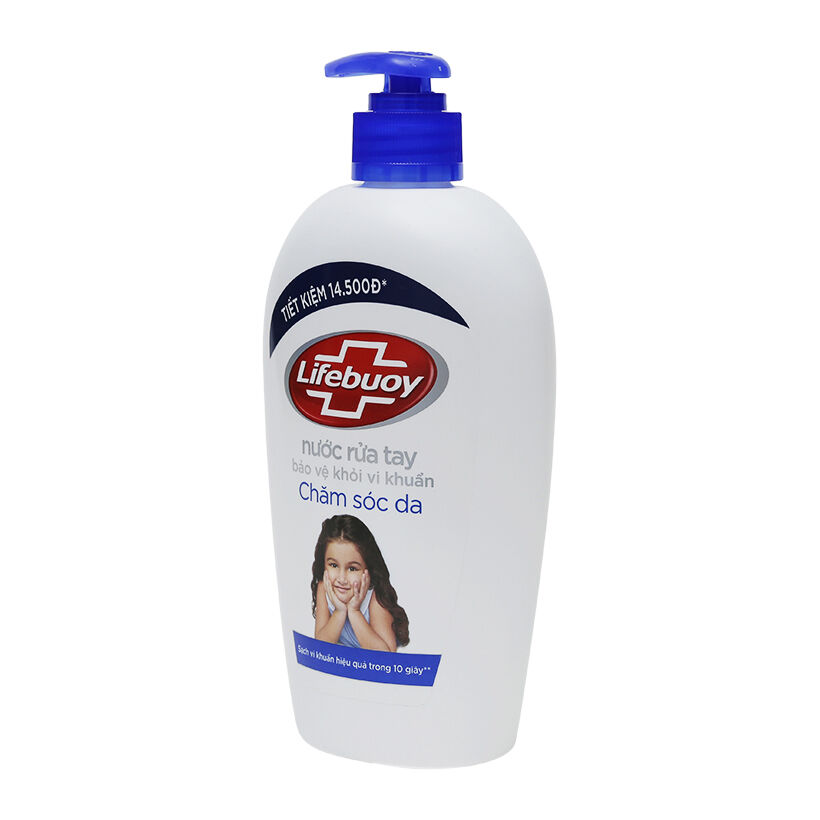 TIẾT KIỆM 14.500Đ*
Lifebuoy
nước rửa tay
bảo vệ khỏi vi khuẩn
Chăm sóc da
Sạch vi khuẩn hiệu quả trong 10 giây**